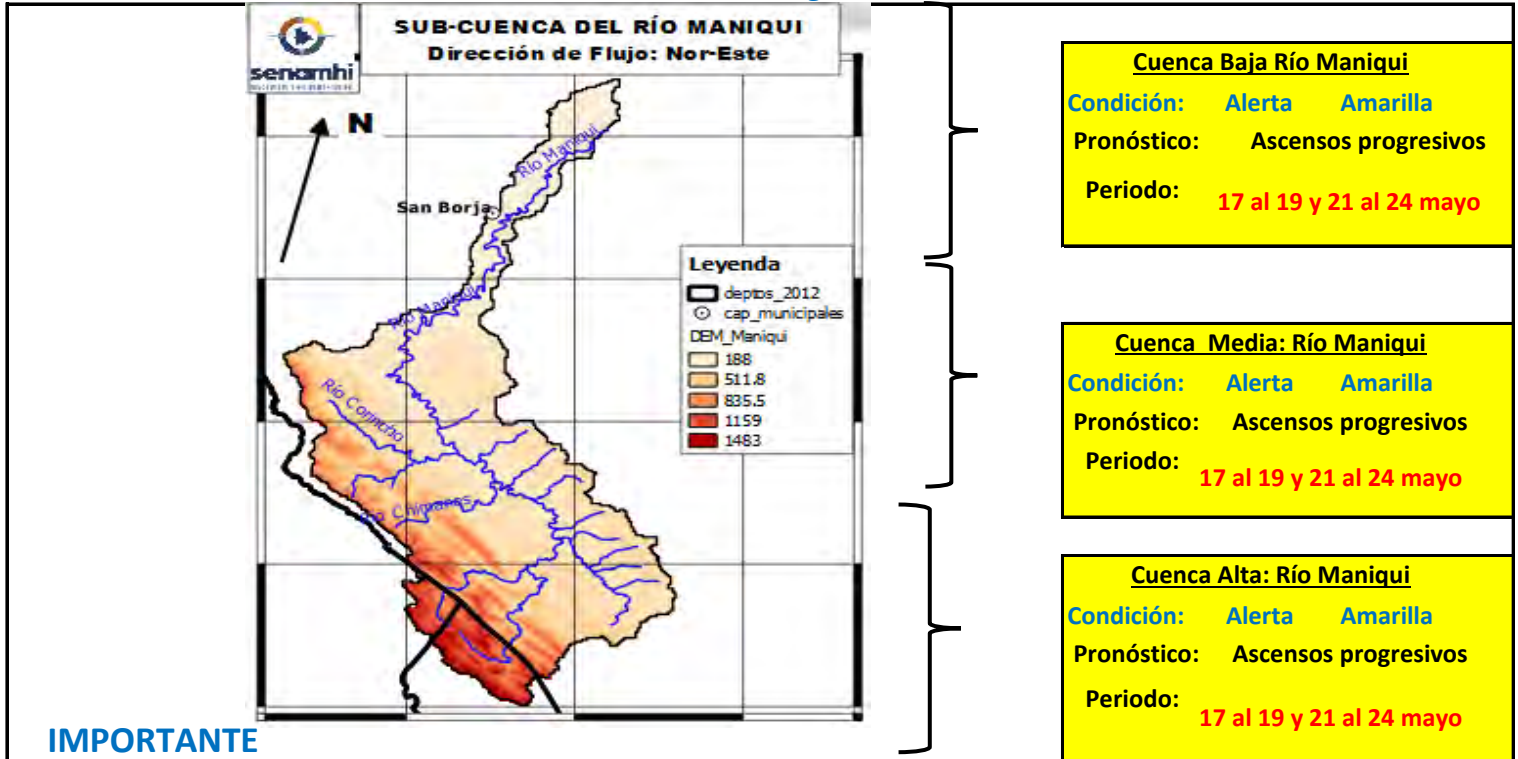 SUB-CUENCA DEL RÍO MANIQUI
Dirección de Flujo: Nor-Este
senamhi
N
Río Maniqui
San Borja
Río Maniqui
Río Corincho
Río Chimanes
Leyenda
deptos_2012
cap_municipales
DEM_Maniqui
188
511.8
835.5
1159
1483
Cuenca Baja Río Maniqui
Condición: Alerta Amarilla
Pronóstico: Ascensos progresivos
Periodo: 17 al 19 y 21 al 24 mayo
Cuenca Media: Río Maniqui
Condición: Alerta Amarilla
Pronóstico: Ascensos progresivos
Periodo: 17 al 19 y 21 al 24 mayo
Cuenca Alta: Río Maniqui
Condición: Alerta Amarilla
Pronóstico: Ascensos progresivos
Periodo: 17 al 19 y 21 al 24 mayo
IMPORTANTE